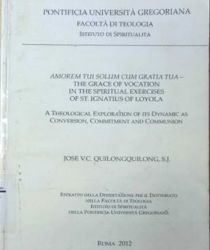 PONTIFICIA UNIVERSITÀ GREGORIANA
FACOLTÀ DI TEOLOGIA
ISTITUTO DI SPIRITUALITÀ
AMOREM TUI SOLUM CUM GRATIA TUA –
THE GRACE OF VOCATION
IN THE SPIRITUAL EXERCISES
OF ST. IGNATIUS OF LOYOLA
A THEOLOGICAL EXPLORATION OF ITS DYNAMIC AS
CONVERSION, COMMITMENT AND COMMUNION
JOSE V.C. QUILONGQUILONG, S.J.
ESTRATTO DELLA DISSERTAZIONE PER IL DOTTORATO
NELLA FACOLTÀ DI TEOLOGIA
ISTITUTO DI SPIRITUALITÀ
DELLA PONTIFICIA UNIVERSITÀ GREGORIANA
ROMA 2012